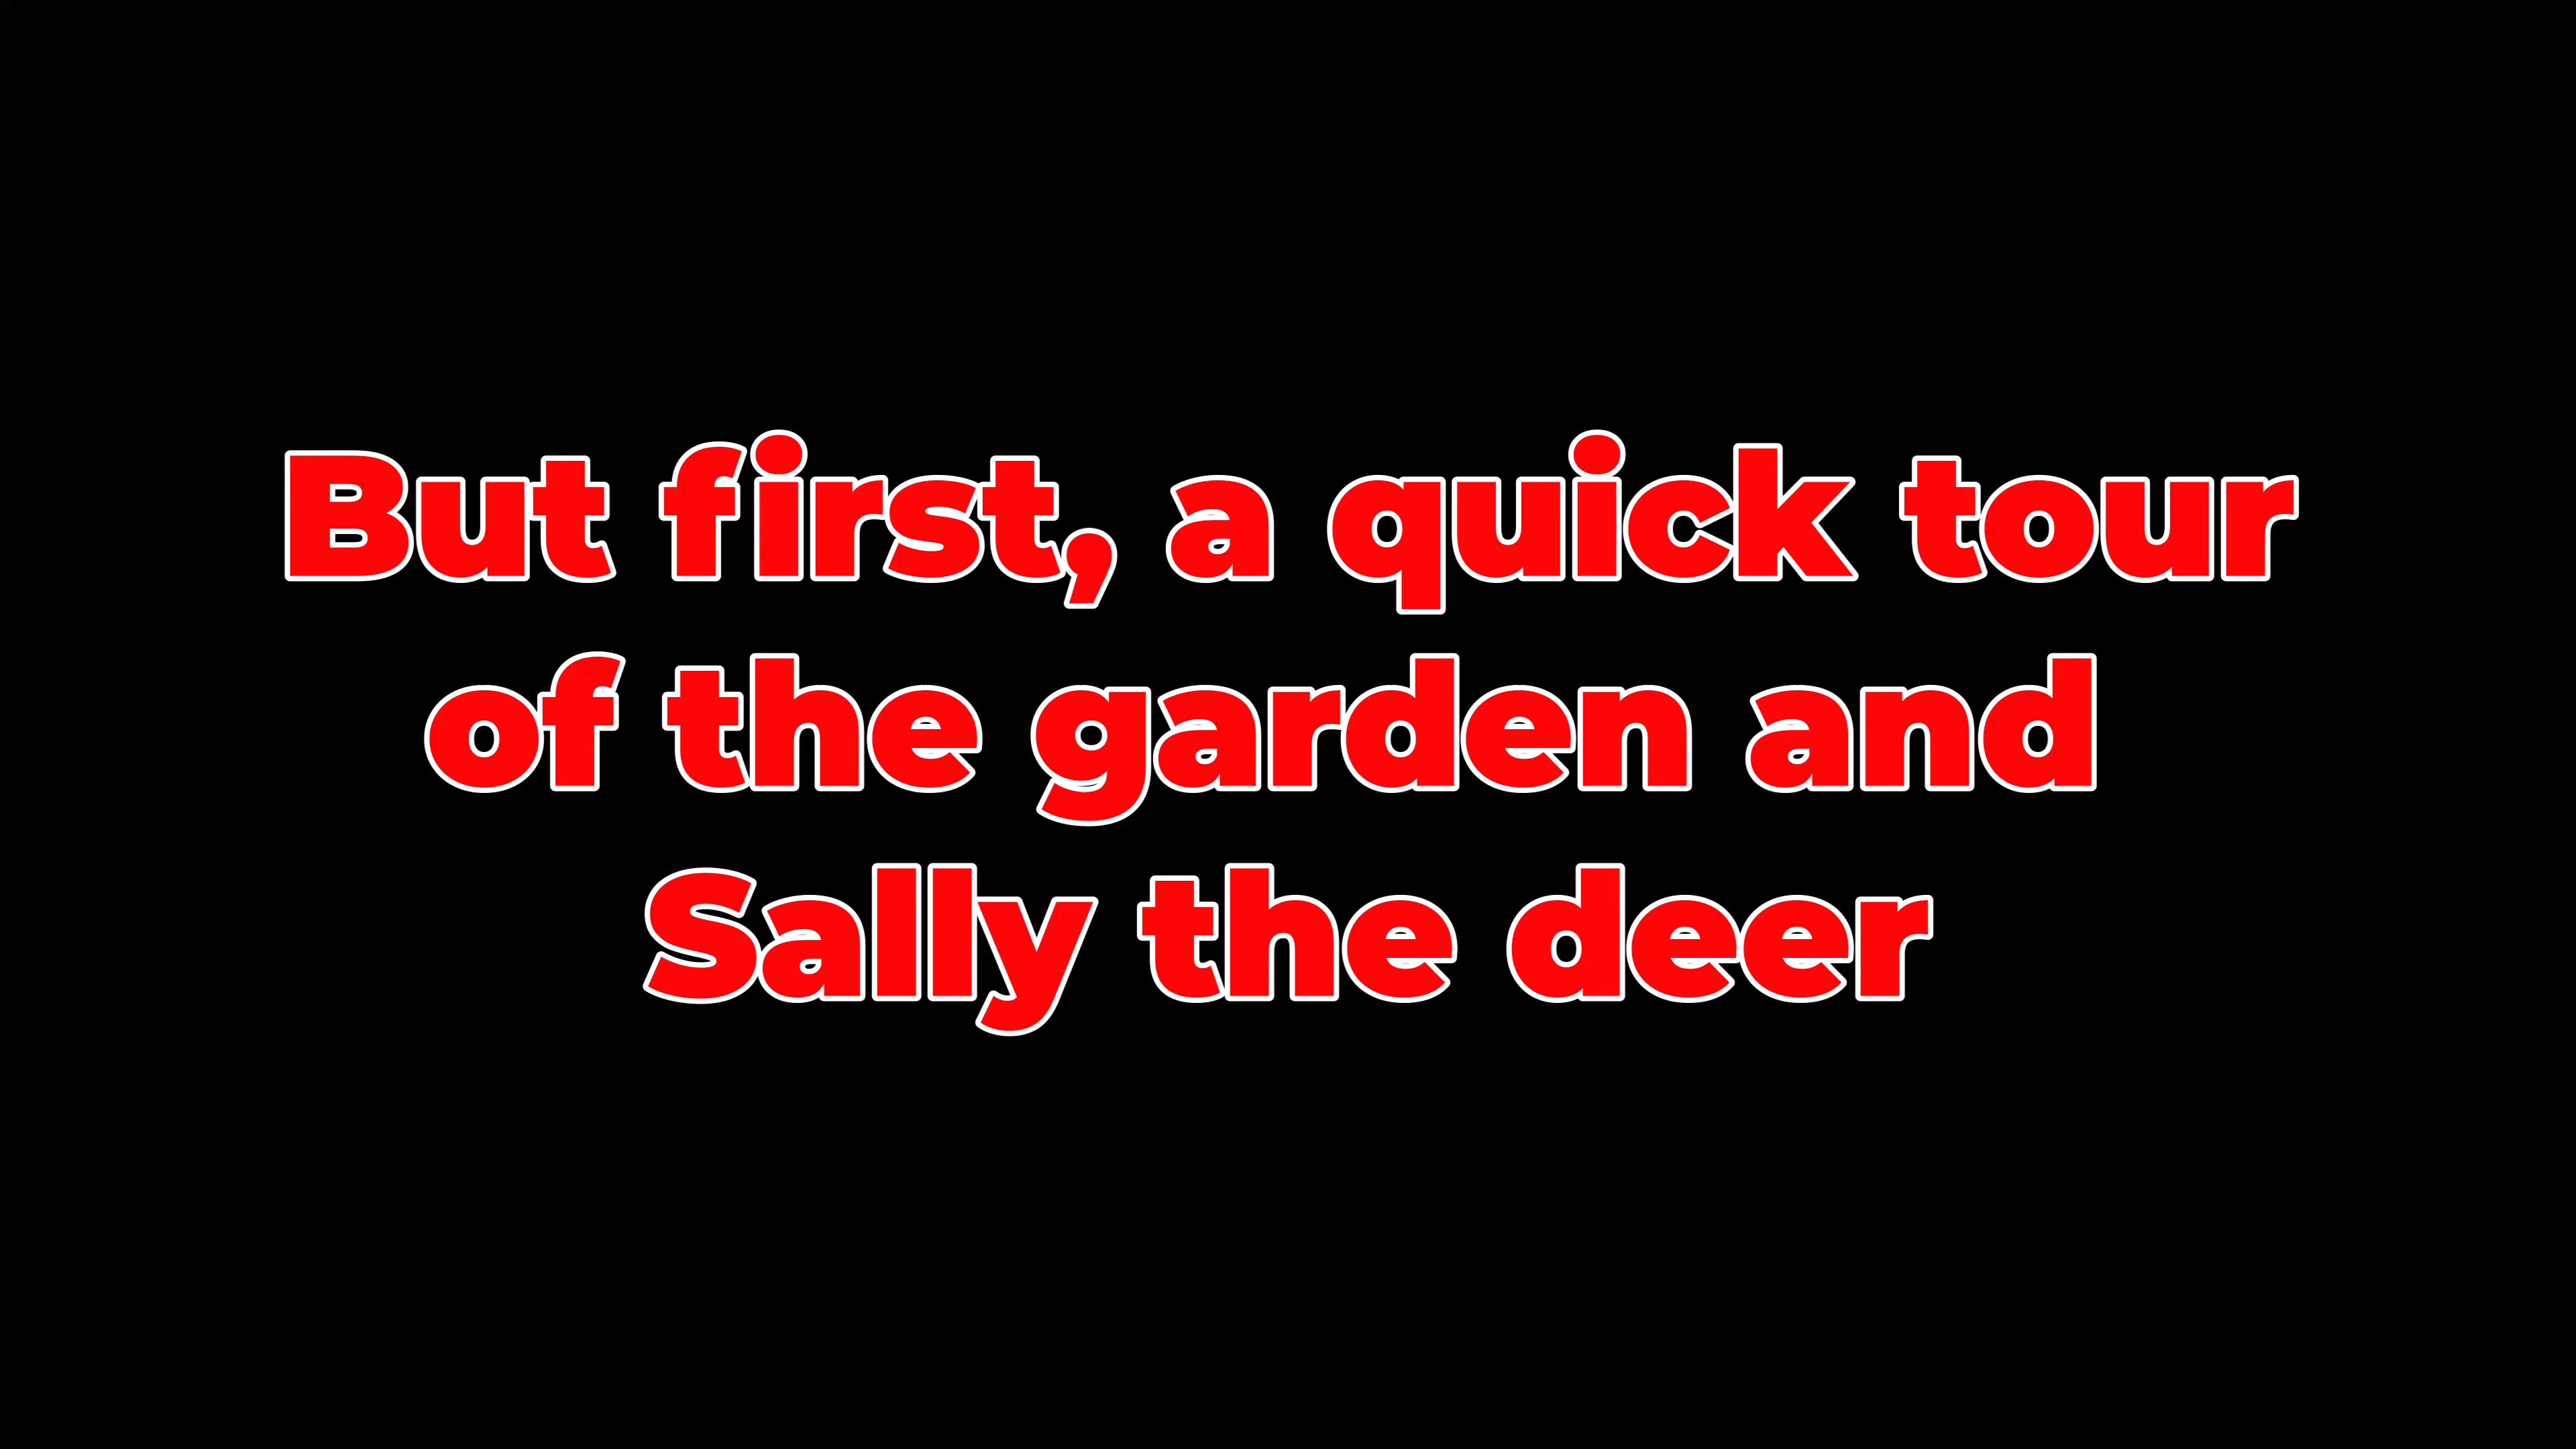 But first, a quick tour
of the garden and
Sally the deer